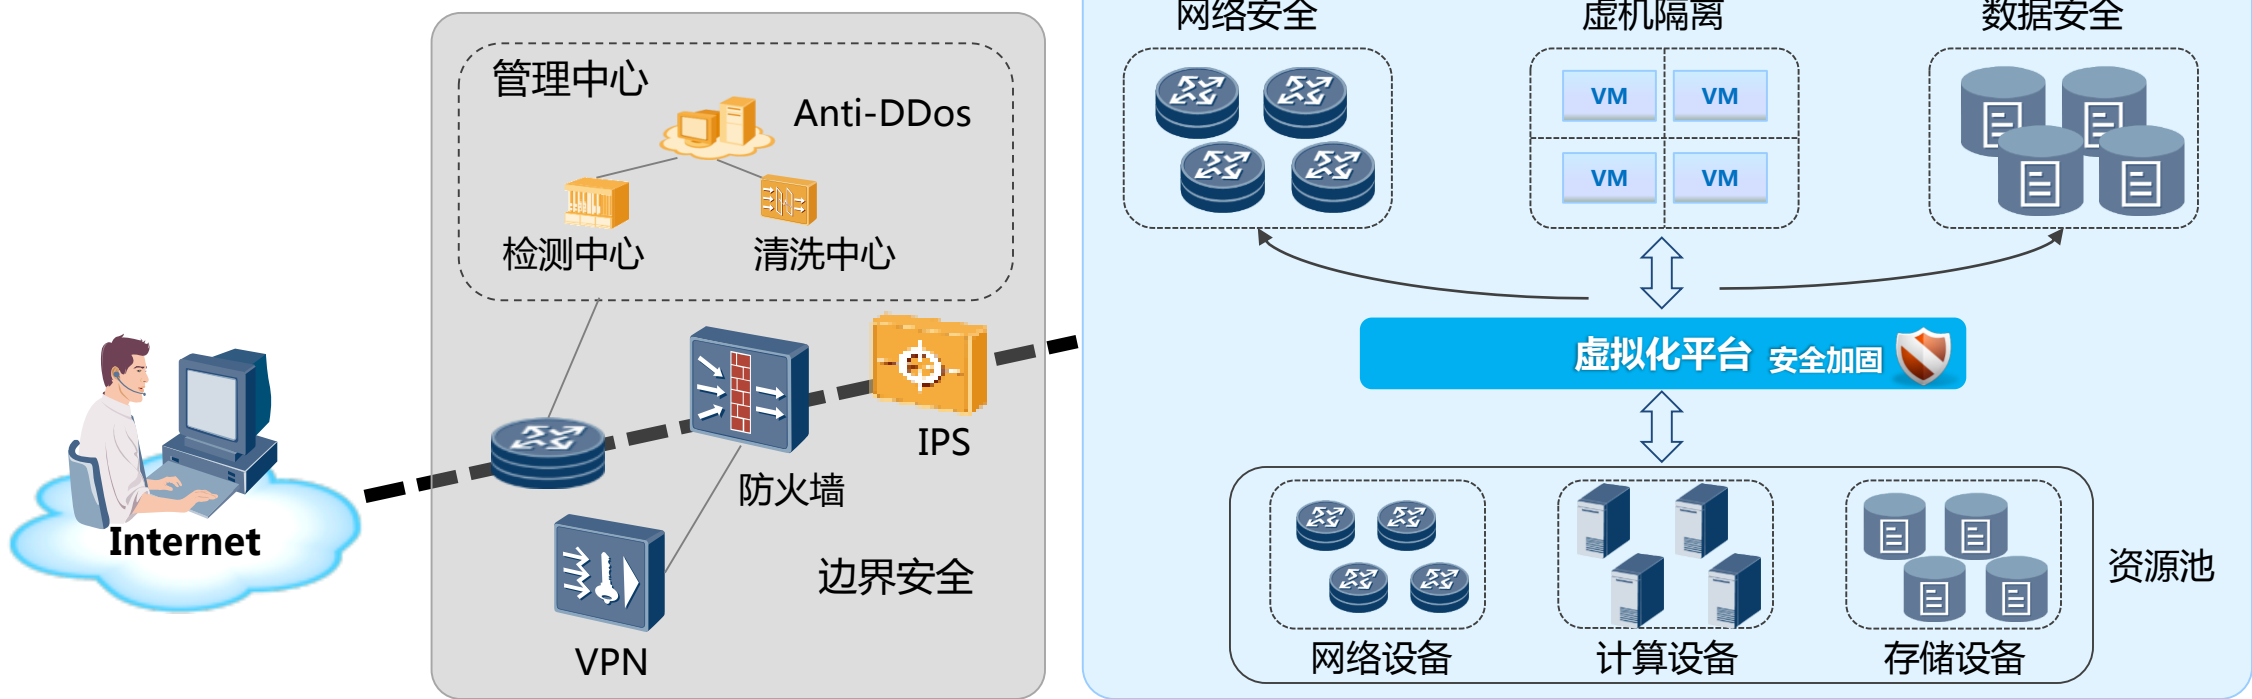 网络安全
虚机隔离
数据安全
管理中心
Anti-DDos
检测中心
清洗中心
VM
VM
VM
VM
虚拟化平台 安全加固
IPS
防火墙
Internet
边界安全
VPN
资源池
网络设备
计算设备
存储设备